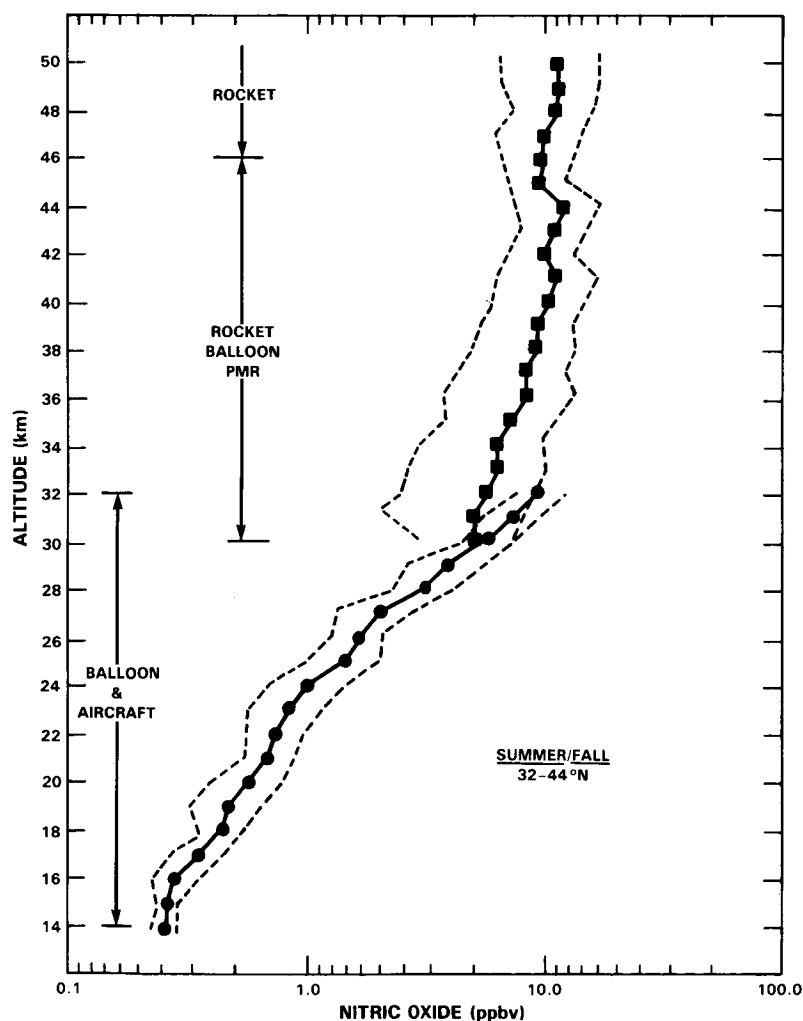 50
48
46
44
42
40
38
36
34
32
30
28
26
24
22
20
18
16
14
ALTITUDE (km)
ROCKET
ROCKET
BALLOON
PMR
BALLOON
&
AIRCRAFT
SUMMER/FALL
32–44°N
0.1
1.0
10.0
100.0
NITRIC OXIDE (ppbv)